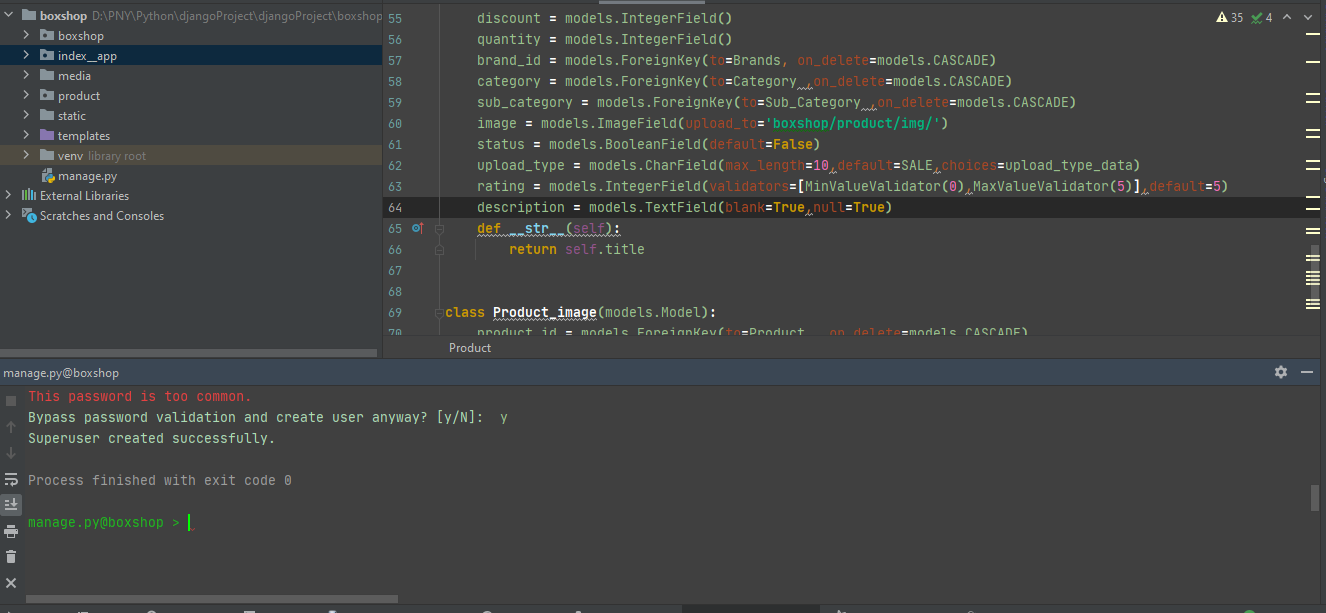 boxshop D:\PNY\Python\djangoProject\djangoProject\boxshop
boxshop
index_app
media
product
static
templates
venv library root
manage.py
External Libraries
Scratches and Consoles
35 4
55 discount = models.IntegerField()
56 quantity = models.IntegerField()
57 brand_id = models.ForeignKey(to=Brands, on_delete=models.CASCADE)
58 category = models.ForeignKey(to=Category ,on_delete=models.CASCADE)
59 sub_category = models.ForeignKey(to=Sub_Category ,on_delete=models.CASCADE)
60 image = models.ImageField(upload_to='boxshop/product/img/')
61 status = models.BooleanField(default=False)
62 upload_type = models.CharField(max_length=10,default=SALE,choices=upload_type_data)
63 rating = models.IntegerField(validators=[MinValueValidator(0),MaxValueValidator(5)],default=5)
64 description = models.TextField(blank=True,null=True)
65 def __str__(self):
66 return self.title
67
68
69 class Product_image(models.Model):
70 product_id = models.ForeignKey(to=Product, on_delete=models.CASCADE)
Product
manage.py@boxshop
This password is too common.
Bypass password validation and create user anyway? [y/N]: y
Superuser created successfully.
Process finished with exit code 0
manage.py@boxshop >